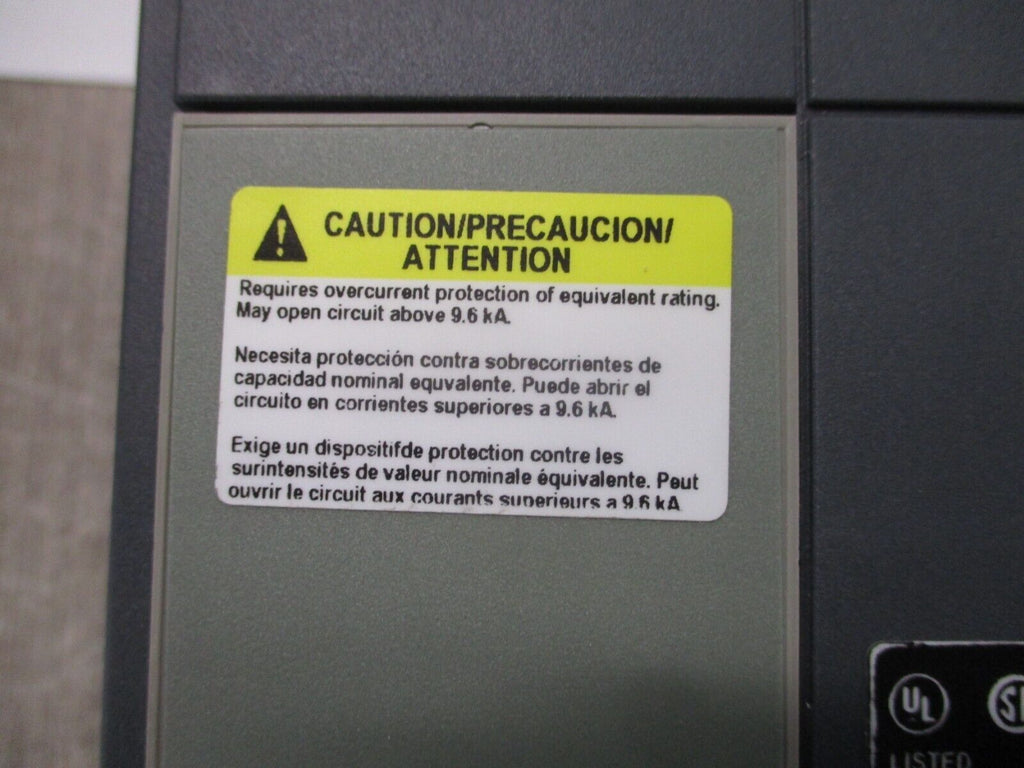 CAUTION/PRECAUCION/
ATTENTION
Requires overcurrent protection of equivalent rating.
May open circuit above 9.6 kA.
Necesita protección contra sobrecorrientes de
capacidad nominal equvalente. Puede abrir el
circuito en corrientes superiores a 9.6 kA.
Exige un dispositifde protection contre les
surintensités de valeur nominale équivalente. Peut
ouvrir le circuit aux courants superieurs a 9.6 kA
UL
LISTED